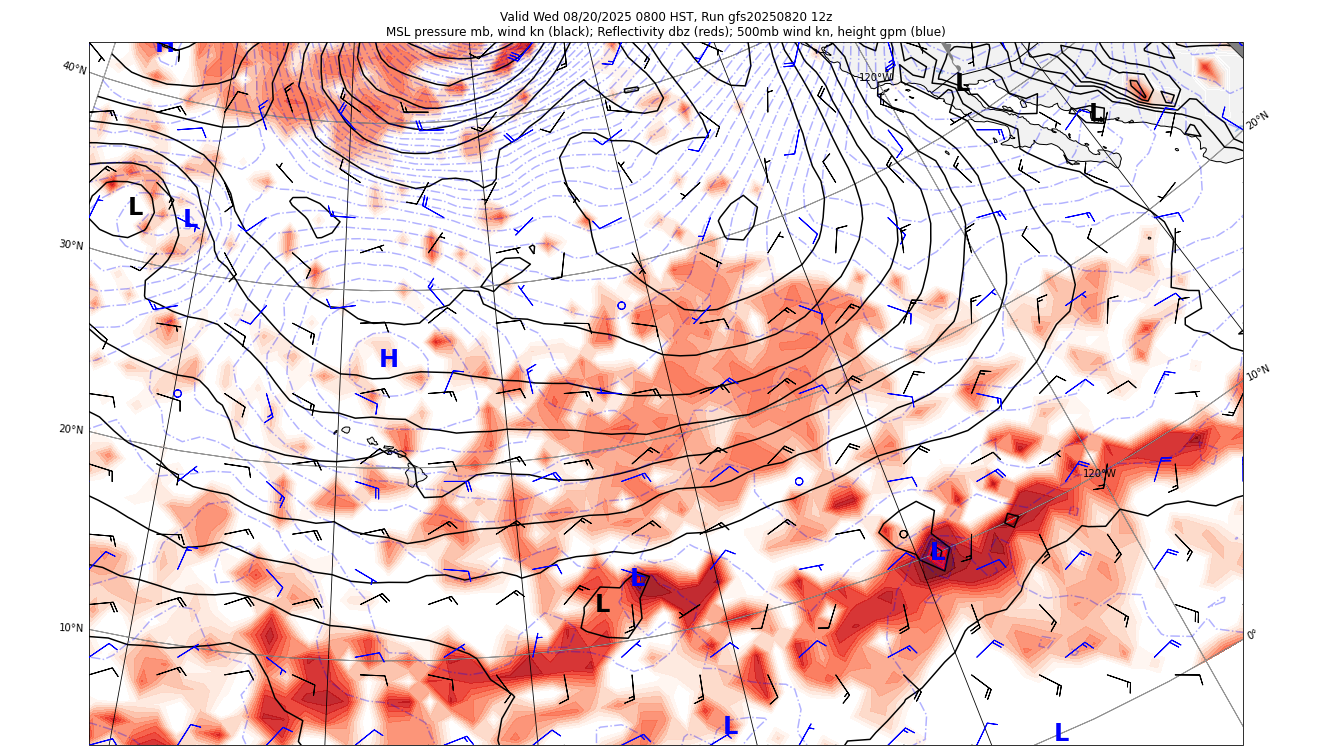 Valid Wed 08/20/2025 0800 HST, Run gfs20250820 12z
MSL pressure mb, wind kn (black); Reflectivity dbz (reds); 500mb wind kn, height gpm (blue)
H
40°N
120°W
L
L
20°N
L
L
30°N
H
10°N
20°N
120°W
L
L
L
10°N
0°
L
L